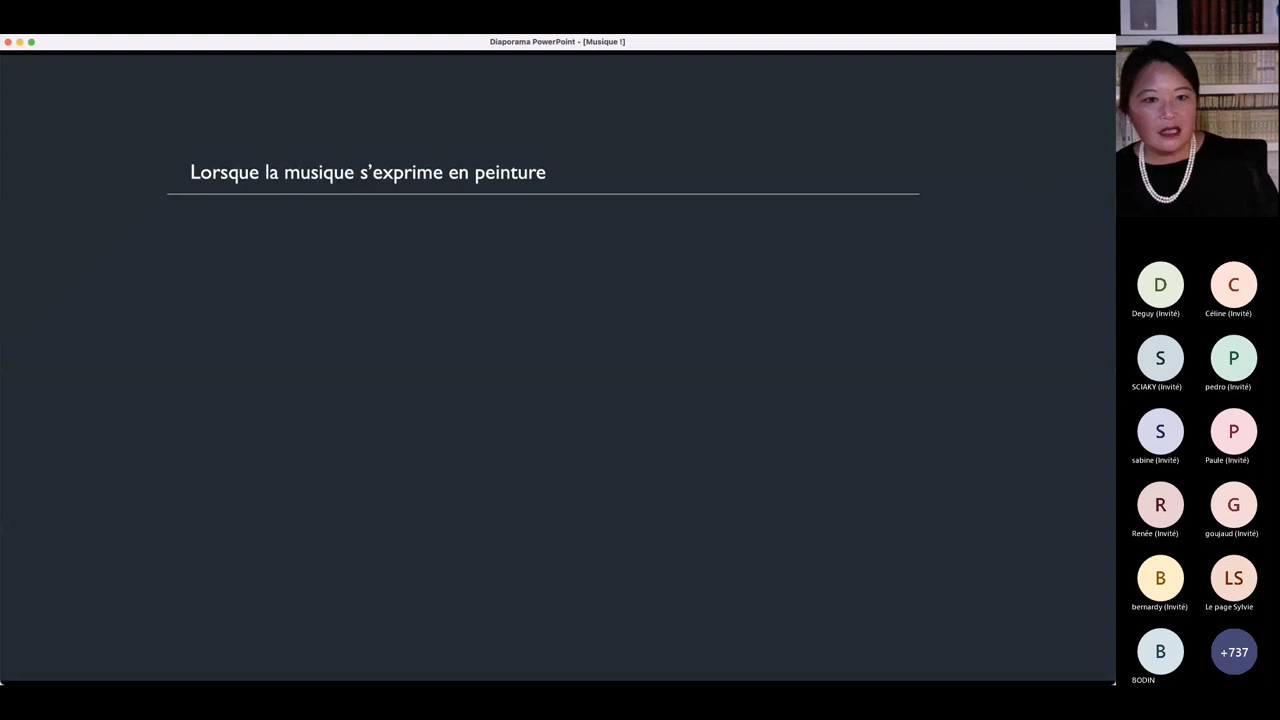 Diaporama PowerPoint - [Musique !]
Lorsque la musique s’exprime en peinture
D
C
Deguy (Invité)
Céline (Invité)
S
P
SCIAKY (Invité)
pedro (Invité)
S
P
sabine (Invité)
Paule (Invité)
R
G
Renée (Invité)
goujaud (Invité)
B
LS
bernardy (Invité)
Le page Sylvie
B
+737
BODIN